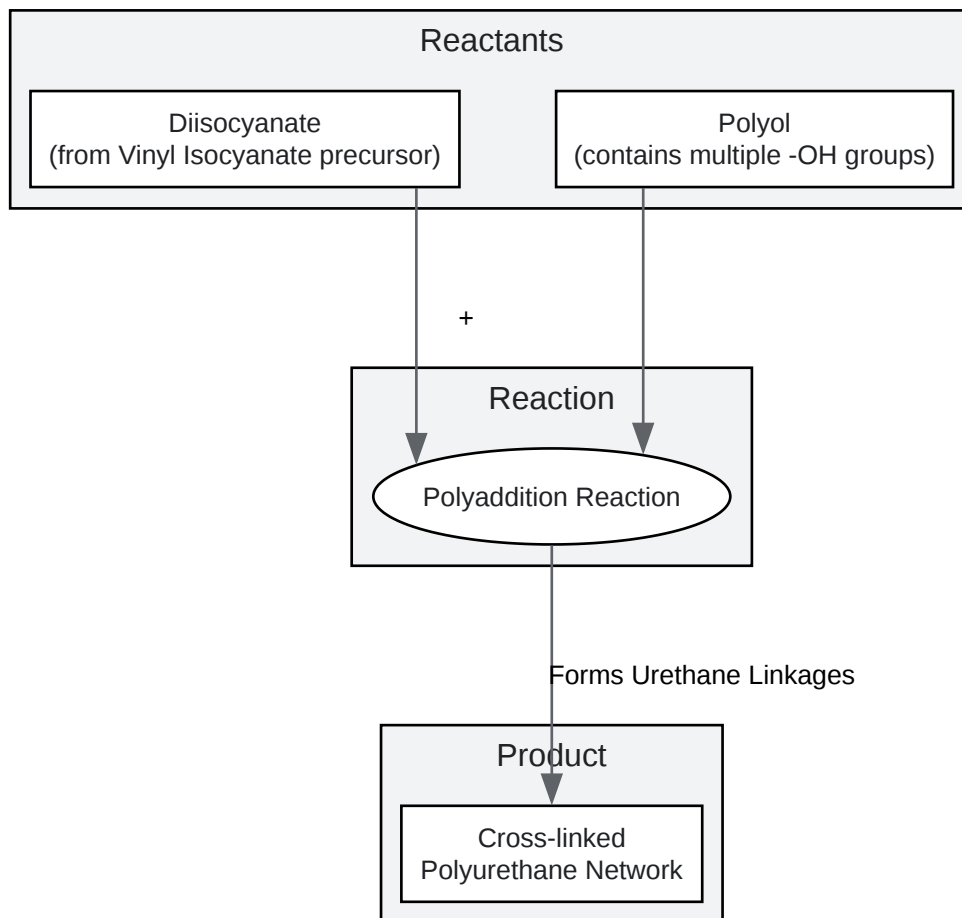 Reactants
Diisocyanate
(from Vinyl Isocyanate precursor)
Polyol
(contains multiple -OH groups)
+
Reaction
Polyaddition Reaction
Forms Urethane Linkages
Product
Cross-linked
Polyurethane Network